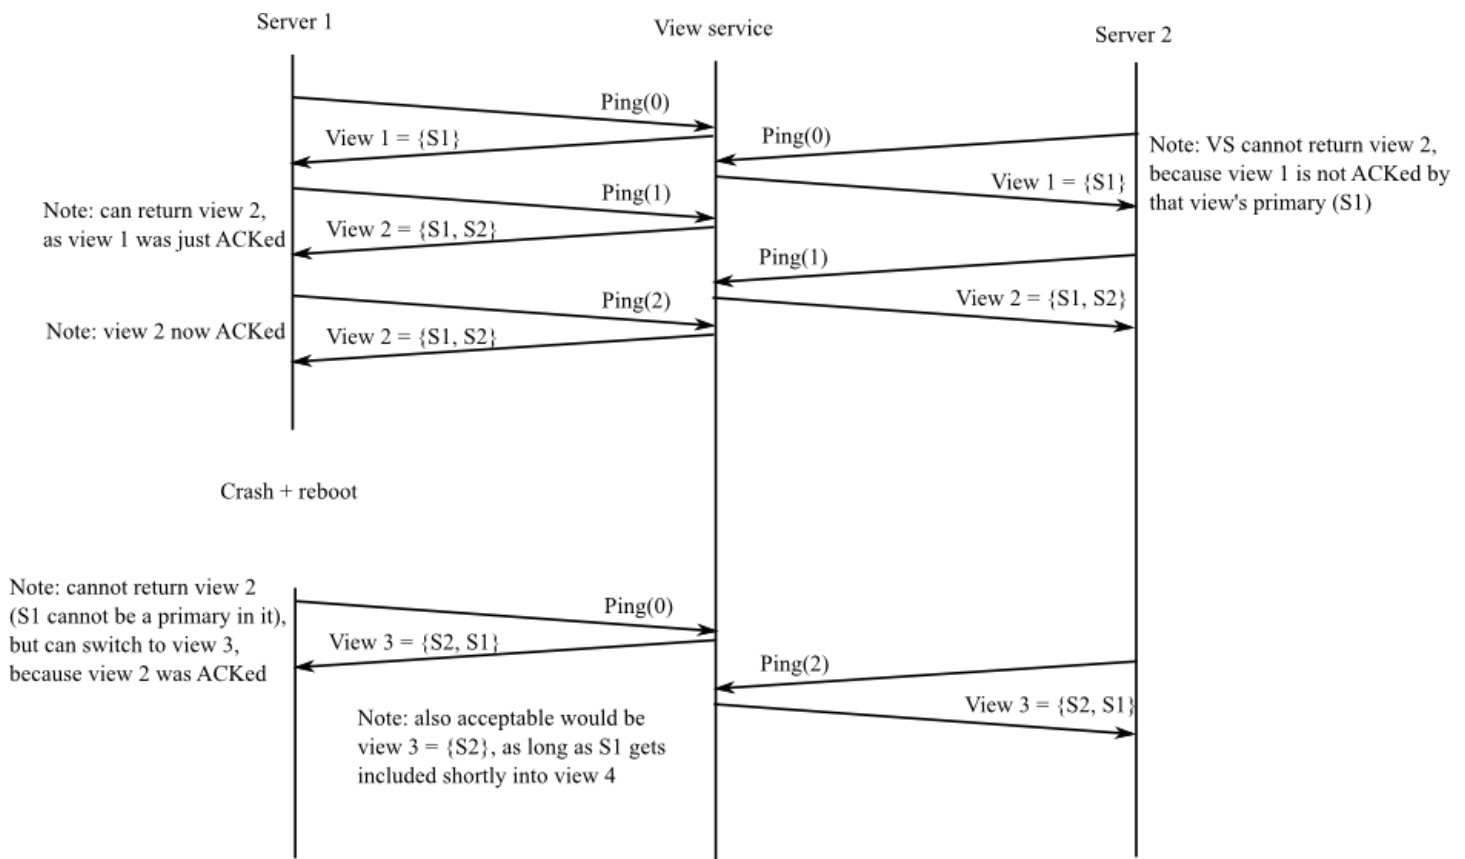 Server 1
View service
Server 2
Ping(0)
View 1 = {S1}
Ping(0)
Note: VS cannot return view 2,
because view 1 is not ACKed by
that view's primary (S1)
View 1 = {S1}
Ping(1)
Note: can return view 2,
as view 1 was just ACKed
View 2 = {S1, S2}
Ping(1)
View 2 = {S1, S2}
Ping(2)
Note: view 2 now ACKed
View 2 = {S1, S2}
Crash + reboot
Note: cannot return view 2
(S1 cannot be a primary in it),
but can switch to view 3,
because view 2 was ACKed
Ping(0)
View 3 = {S2, S1}
Ping(2)
View 3 = {S2, S1}
Note: also acceptable would be
view 3 = {S2}, as long as S1 gets
included shortly into view 4